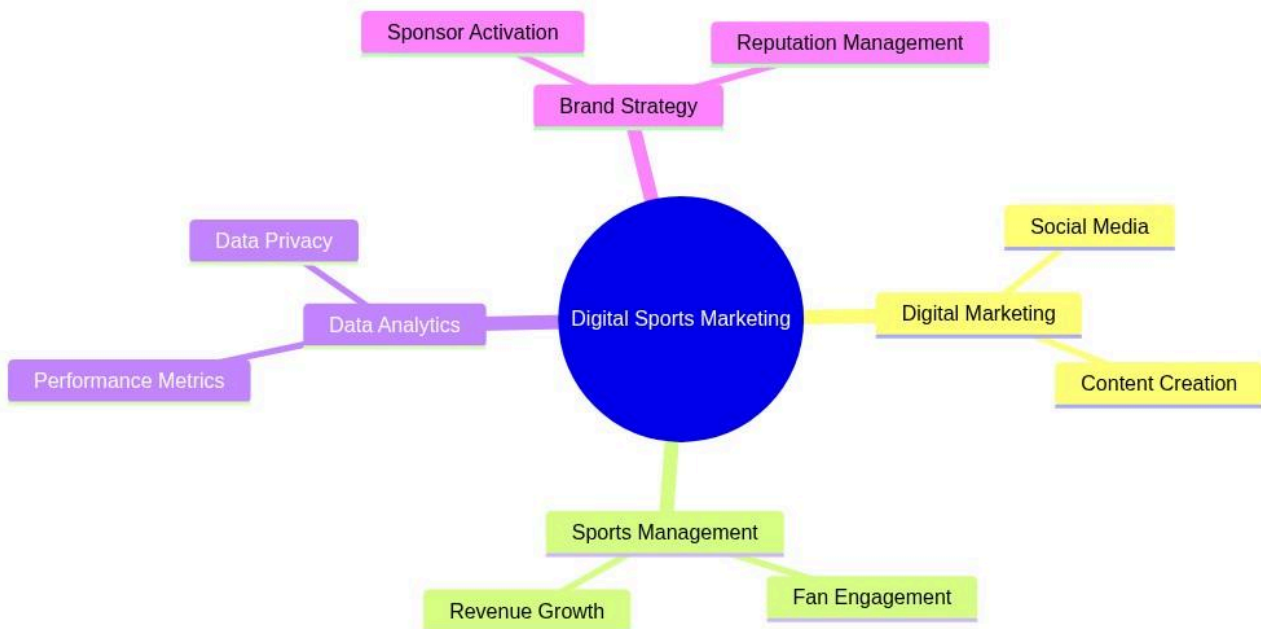 Sponsor Activation
Reputation Management
Brand Strategy
Social Media
Data Privacy
Digital Marketing
Digital Sports Marketing
Data Analytics
Performance Metrics
Content Creation
Sports Management
Fan Engagement
Revenue Growth